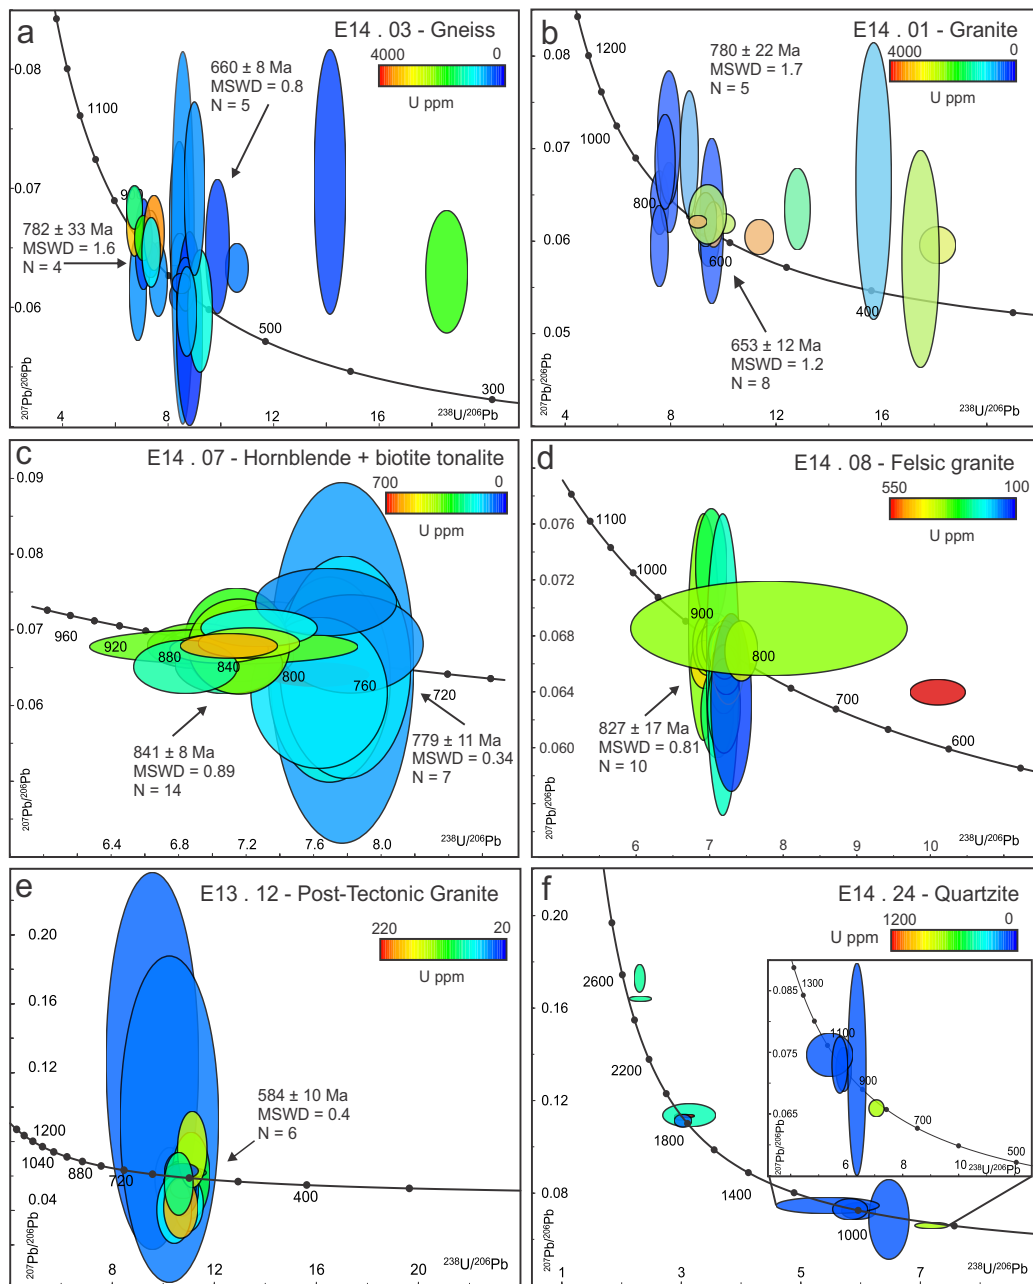 a
E14 . 03 - Gneiss
4000
0
U ppm
660 ± 8 Ma
MSWD = 0.8
N = 5
782 ± 33 Ma
MSWD = 1.6
N = 4
1100
500
300
0.08
0.07
0.06
207Pb/206Pb
4
8
12
16
238U/206Pb
b
E14 . 01 - Granite
4000
0
U ppm
780 ± 22 Ma
MSWD = 1.7
N = 5
653 ± 12 Ma
MSWD = 1.2
N = 8
1200
1000
800
600
400
0.08
0.07
0.06
0.05
207Pb/206Pb
4
8
12
16
238U/206Pb
c
E14 . 07 - Hornblende + biotite tonalite
700
0
U ppm
841 ± 8 Ma
MSWD = 0.89
N = 14
779 ± 11 Ma
MSWD = 0.34
N = 7
960
920
880
840
800
760
720
0.09
0.08
0.07
0.06
207Pb/206Pb
6.4
6.8
7.2
7.6
8.0
238U/206Pb
d
E14 . 08 - Felsic granite
550
100
U ppm
827 ± 17 Ma
MSWD = 0.81
N = 10
1100
1000
900
800
700
600
0.076
0.072
0.068
0.064
0.060
207Pb/206Pb
6
7
8
9
10
238U/206Pb
e
E13 . 12 - Post-Tectonic Granite
220
20
U ppm
584 ± 10 Ma
MSWD = 0.4
N = 6
1200
1040
880
720
400
0.20
0.16
0.12
0.04
207Pb/206Pb
8
12
16
20
238U/206Pb
f
E14 . 24 - Quartzite
1200
0
U ppm
2600
2200
1800
1400
1000
0.20
0.16
0.12
0.08
207Pb/206Pb
1
3
5
7
238U/206Pb
1300
1100
900
700
500
0.085
0.075
0.065
207Pb/206Pb
6
8
10
238U/206Pb